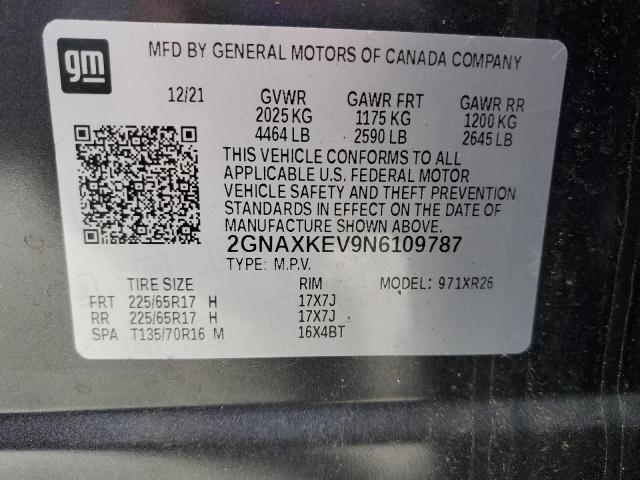 gm
MFD BY GENERAL MOTORS OF CANADA COMPANY
12/21 GVWR GAWR FRT GAWR RR
2025 KG 1175 KG 1200 KG
4464 LB 2590 LB 2645 LB
THIS VEHICLE CONFORMS TO ALL
APPLICABLE U.S. FEDERAL MOTOR
VEHICLE SAFETY AND THEFT PREVENTION
STANDARDS IN EFFECT ON THE DATE OF
MANUFACTURE SHOWN ABOVE.
2GNAXKEV9N6109787
TYPE: M.P.V.
TIRE SIZE RIM MODEL: 971XR26
FRT 225/65R17 H 17X7J
RR 225/65R17 H 17X7J
SPA T135/70R16 M 16X4BT